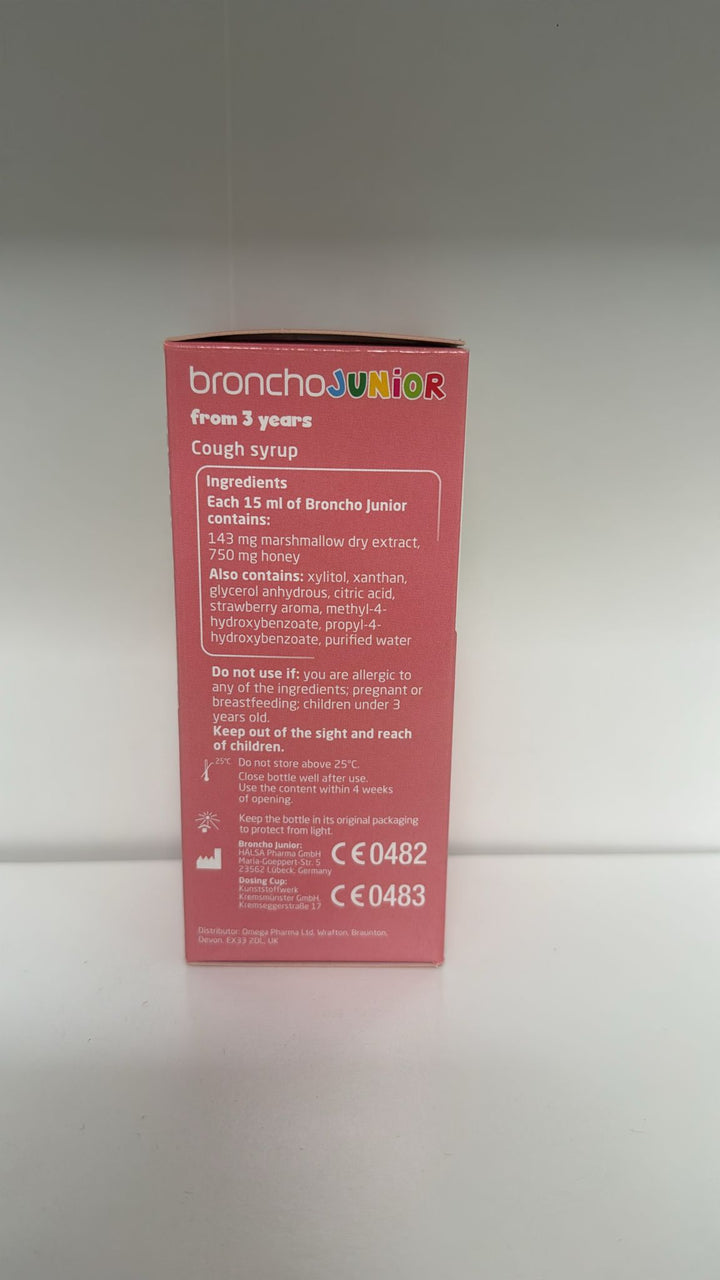 bronchoJUNiOR
from 3 years
Cough syrup
Ingredients
Each 15 ml of Broncho Junior
contains:
143 mg marshmallow dry extract,
750 mg honey
Also contains: xylitol, xanthan,
glycerol anhydrous, citric acid,
strawberry aroma, methyl-4-
hydroxybenzoate, propyl-4-
hydroxybenzoate, purified water
Do not use if: you are allergic to
any of the ingredients; pregnant or
breastfeeding; children under 3
years old.
Keep out of the sight and reach
of children.
25°C Do not store above 25°C.
Close bottle well after use.
Use the content within 4 weeks
of opening.
Keep the bottle in its original packaging
to protect from light.
Broncho Junior:
HÄLSA Pharma GmbH
Maria-Goeppert-Str. 5
23562 Lübeck, Germany
CE0482
Dosing Cup:
Kunststoffwerk
Kremsmünster GmbH,
Kremseggerstraße 17
CE0483
Distributor: Omega Pharma Ltd. Wrafton, Braunton,
Devon. EX33 2DL, UK